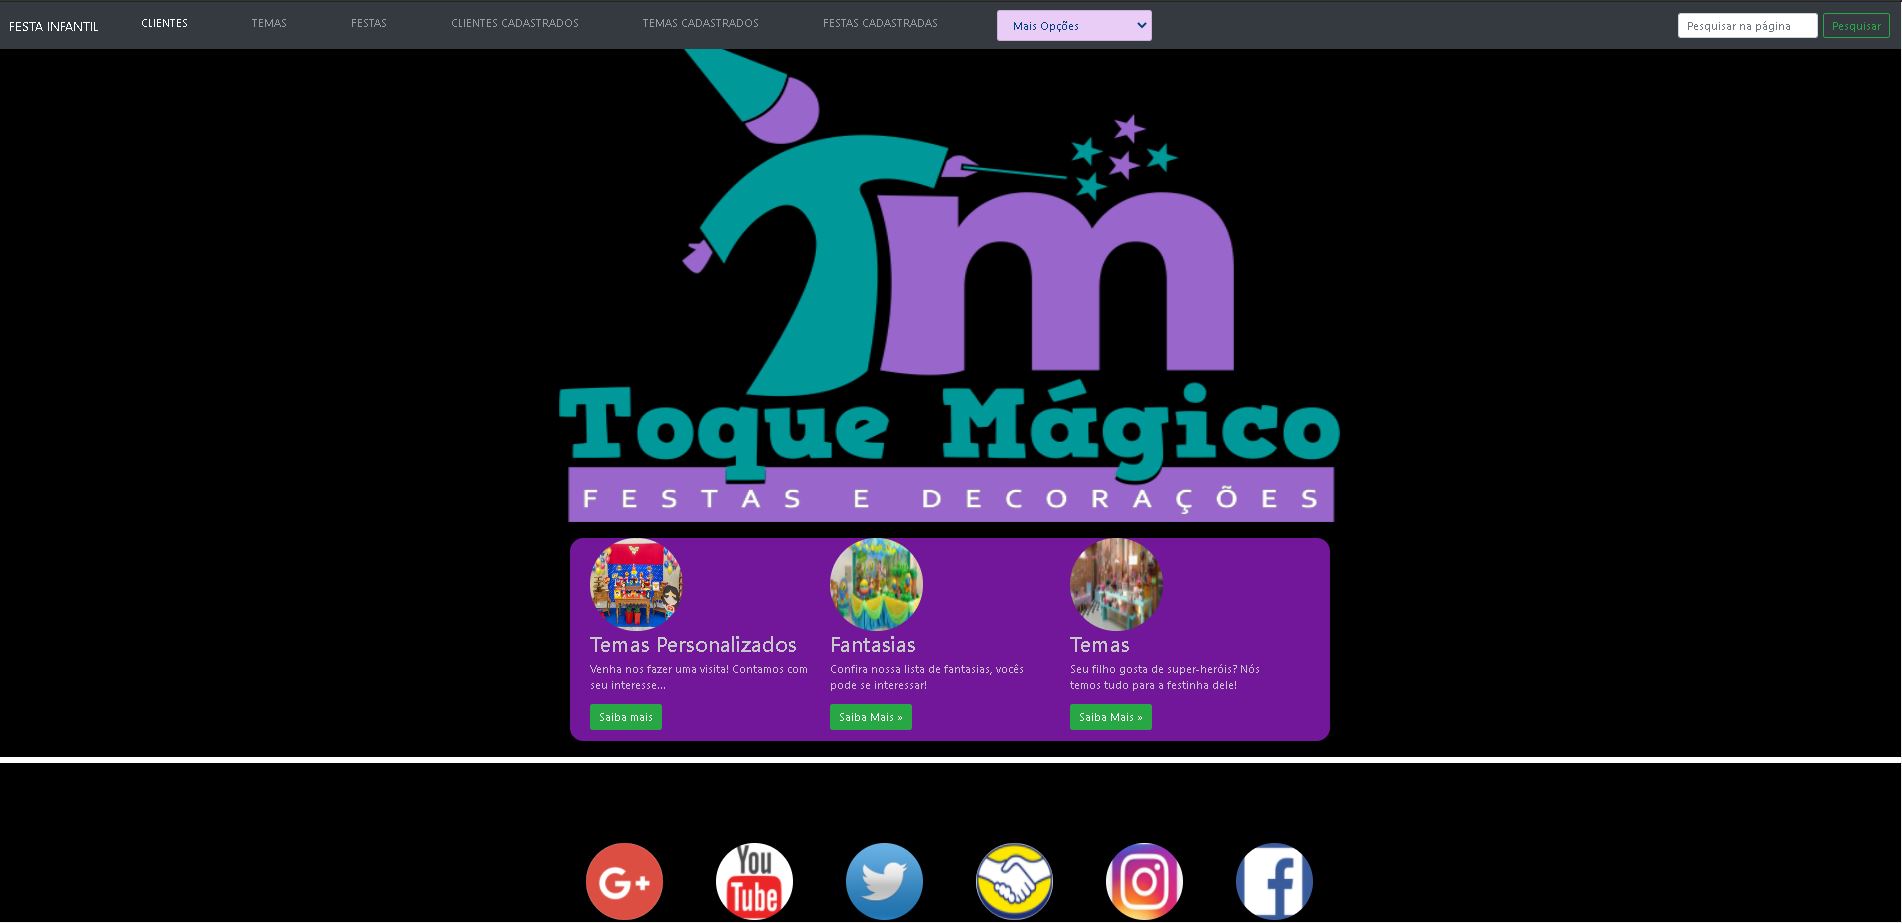 FESTA INFANTIL
CLIENTES
TEMAS
FESTAS
CLIENTES CADASTRADOS
TEMAS CADASTRADOS
FESTAS CADASTRADAS
Mais Opções
Pesquisar na página
Pesquisar
Tm
Toque Mágico
FESTAS E DECORAÇÕES
Temas Personalizados
Venha nos fazer uma visita! Contamos com
seu interesse...
Saiba mais
Fantasias
Confira nossa lista de fantasias, vocês
pode se interessar!
Saiba Mais »
Temas
Seu filho gosta de super-heróis? Nós
temos tudo para a festinha dele!
Saiba Mais »
G+
You
Tube
f